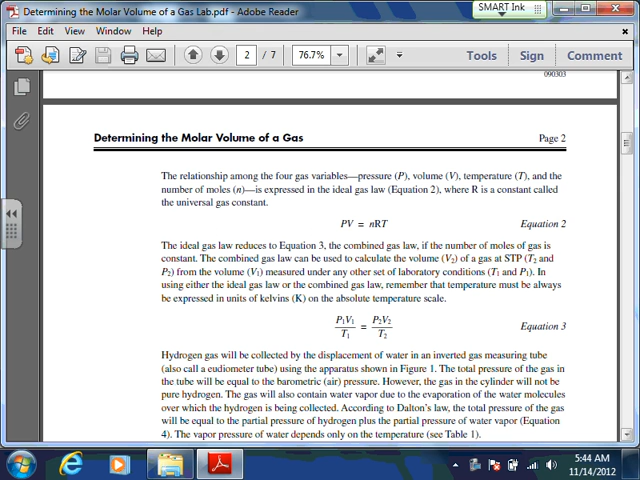 Determining the Molar Volume of a Gas Lab.pdf - Adobe Reader
SMART Ink
File Edit View Window Help
2 / 7 76.7% Tools Sign Comment
090303
Determining the Molar Volume of a Gas Page 2
The relationship among the four gas variables—pressure (P), volume (V), temperature (T), and the
number of moles (n)—is expressed in the ideal gas law (Equation 2), where R is a constant called
the universal gas constant.
PV = nRT Equation 2
The ideal gas law reduces to Equation 3, the combined gas law, if the number of moles of gas is
constant. The combined gas law can be used to calculate the volume (V₂) of a gas at STP (T₂ and
P₂) from the volume (V₁) measured under any other set of laboratory conditions (T₁ and P₁). In
using either the ideal gas law or the combined gas law, remember that temperature must be always
be expressed in units of kelvins (K) on the absolute temperature scale.
P₁V₁/T₁ = P₂V₂/T₂ Equation 3
Hydrogen gas will be collected by the displacement of water in an inverted gas measuring tube
(also call a eudiometer tube) using the apparatus shown in Figure 1. The total pressure of the gas in
the tube will be equal to the barometric (air) pressure. However, the gas in the cylinder will not be
pure hydrogen. The gas will also contain water vapor due to the evaporation of the water molecules
over which the hydrogen is being collected. According to Dalton's law, the total pressure of the gas
will be equal to the partial pressure of hydrogen plus the partial pressure of water vapor (Equation
4). The vapor pressure of water depends only on the temperature (see Table 1).
5:44 AM
11/14/2012